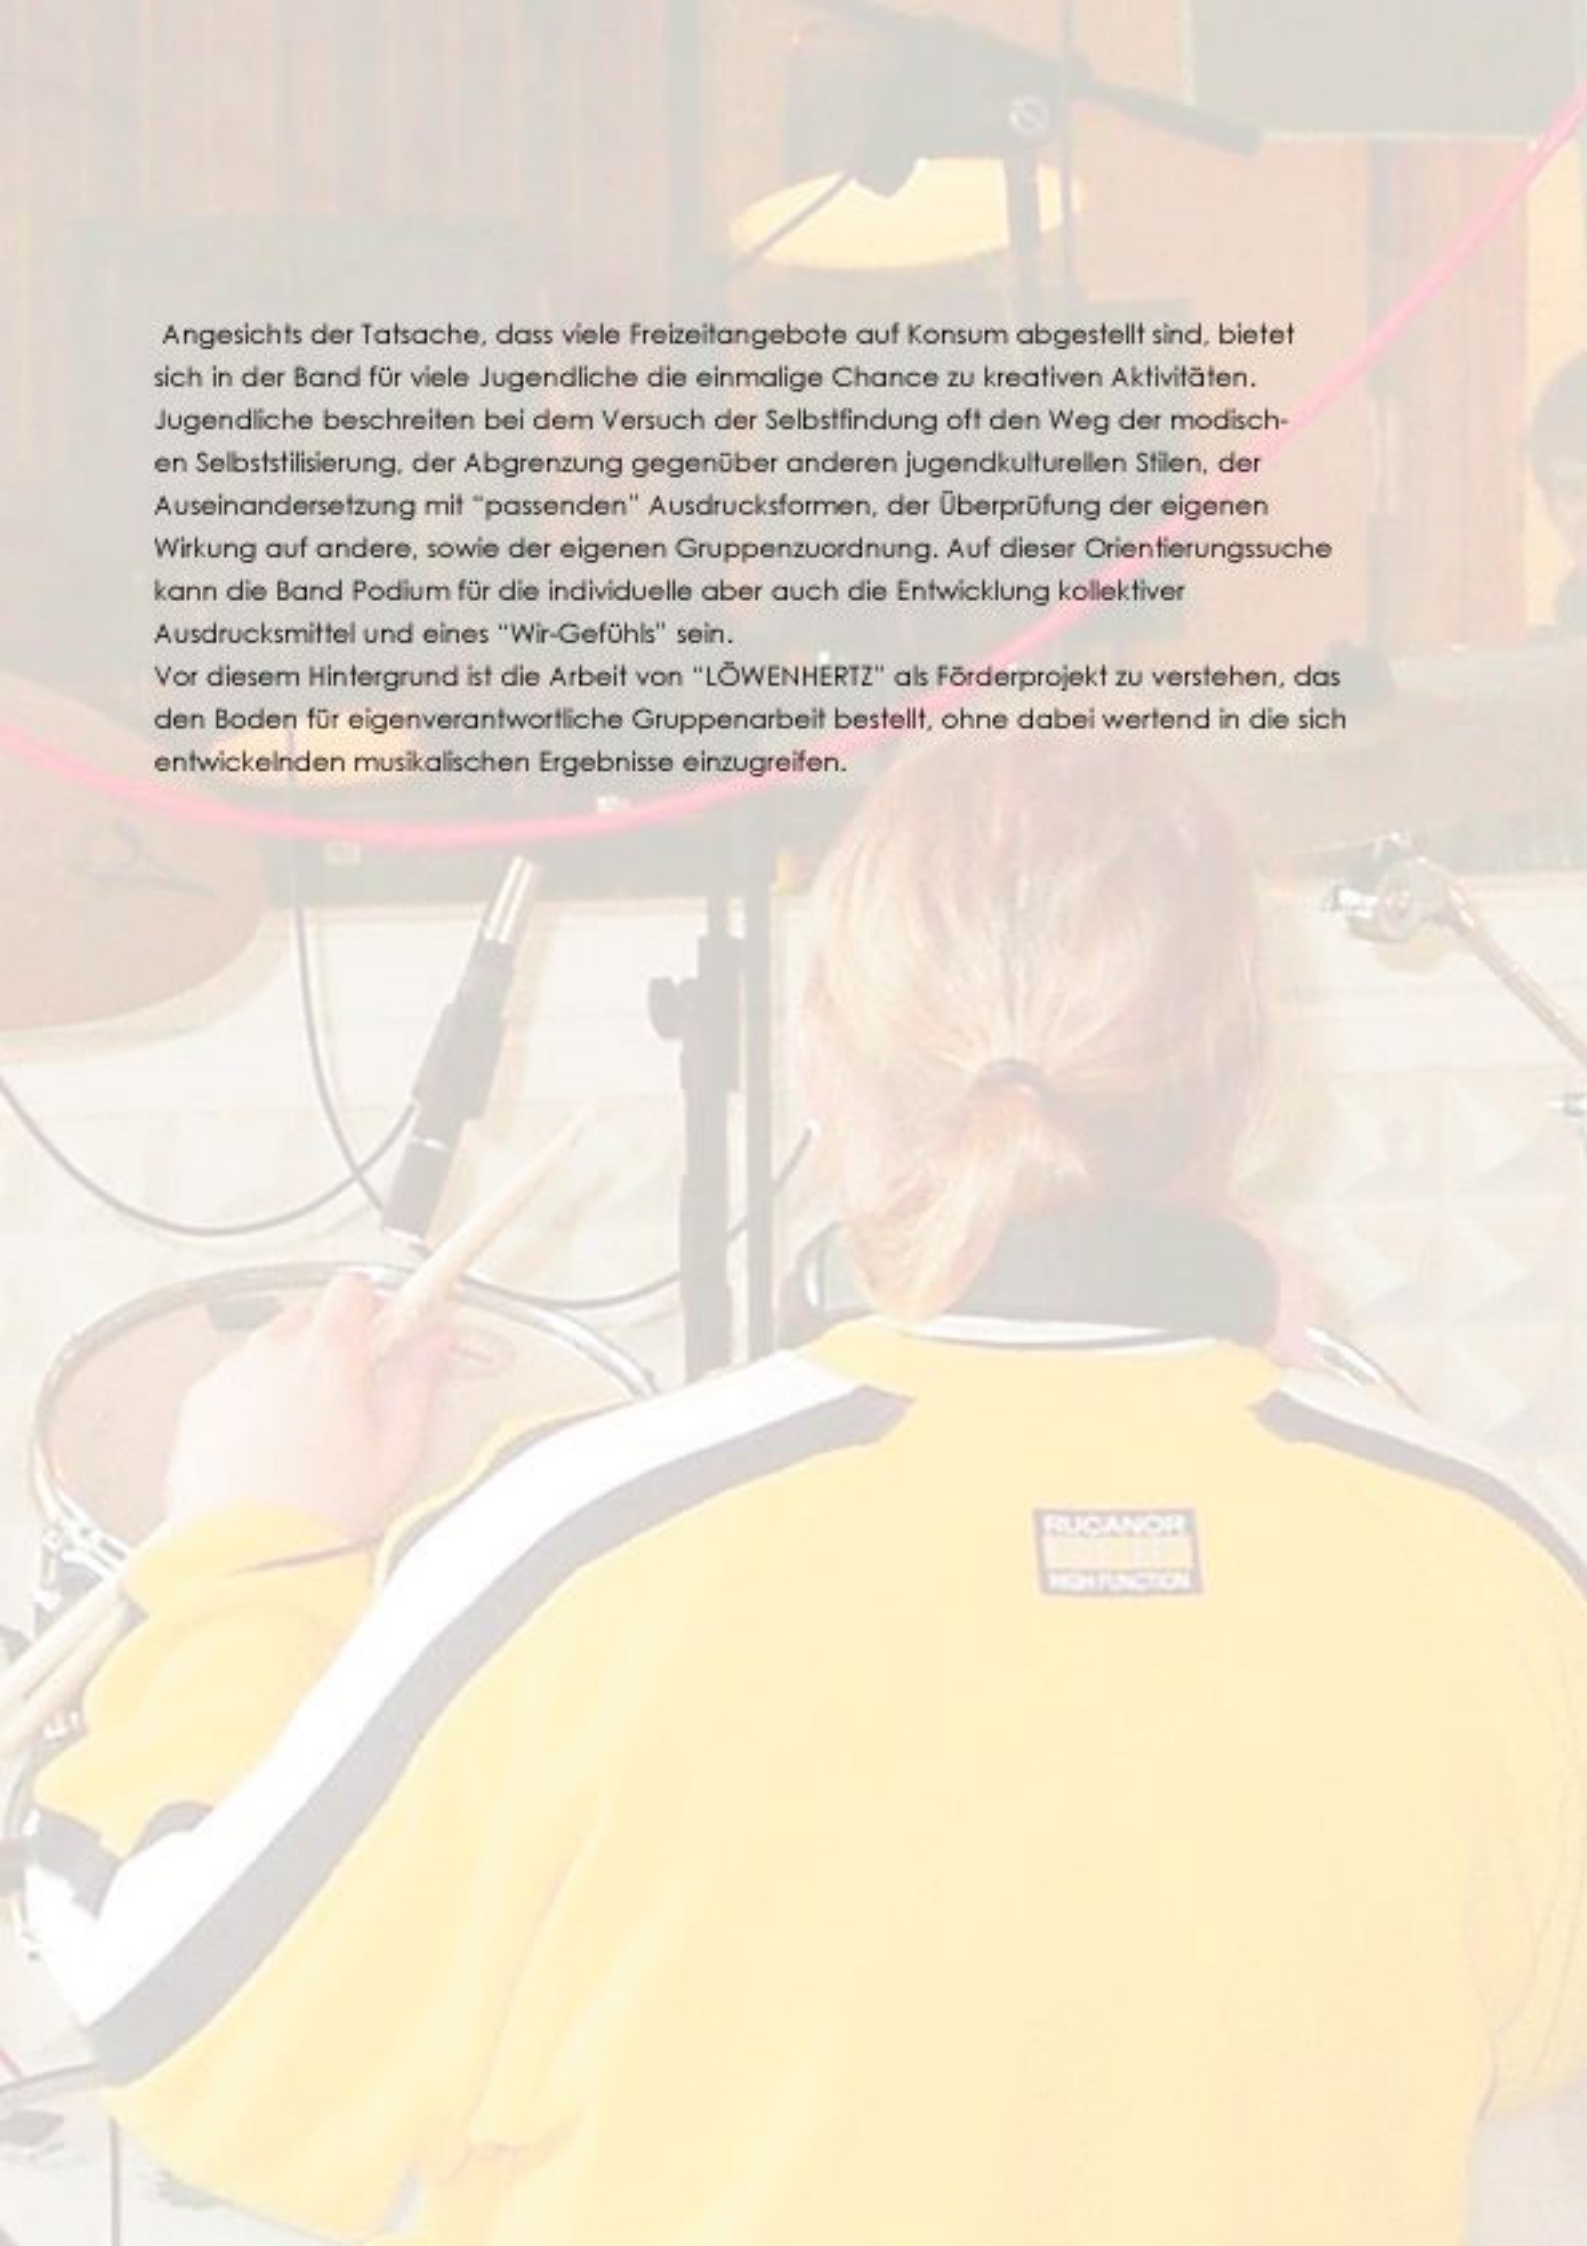 Angesichts der Tatsache, dass viele Freizeitangebote auf Konsum abgestellt sind, bietet
sich in der Band für viele Jugendliche die einmalige Chance zu kreativen Aktivitäten.
Jugendliche beschreiten bei dem Versuch der Selbstfindung oft den Weg der modisch-
en Selbststilisierung, der Abgrenzung gegenüber anderen jugendkulturellen Stilen, der
Auseinandersetzung mit "passenden" Ausdrucksformen, der Überprüfung der eigenen
Wirkung auf andere, sowie der eigenen Gruppenzuordnung. Auf dieser Orientierungssuche
kann die Band Podium für die individuelle aber auch die Entwicklung kollektiver
Ausdrucksmittel und eines "Wir-Gefühls" sein.
Vor diesem Hintergrund ist die Arbeit von "LÖWENHERTZ" als Förderprojekt zu verstehen, das
den Boden für eigenverantwortliche Gruppenarbeit bestellt, ohne dabei wertend in die sich
entwickelnden musikalischen Ergebnisse einzugreifen.
RUCANOR
HIGH FUNCTION